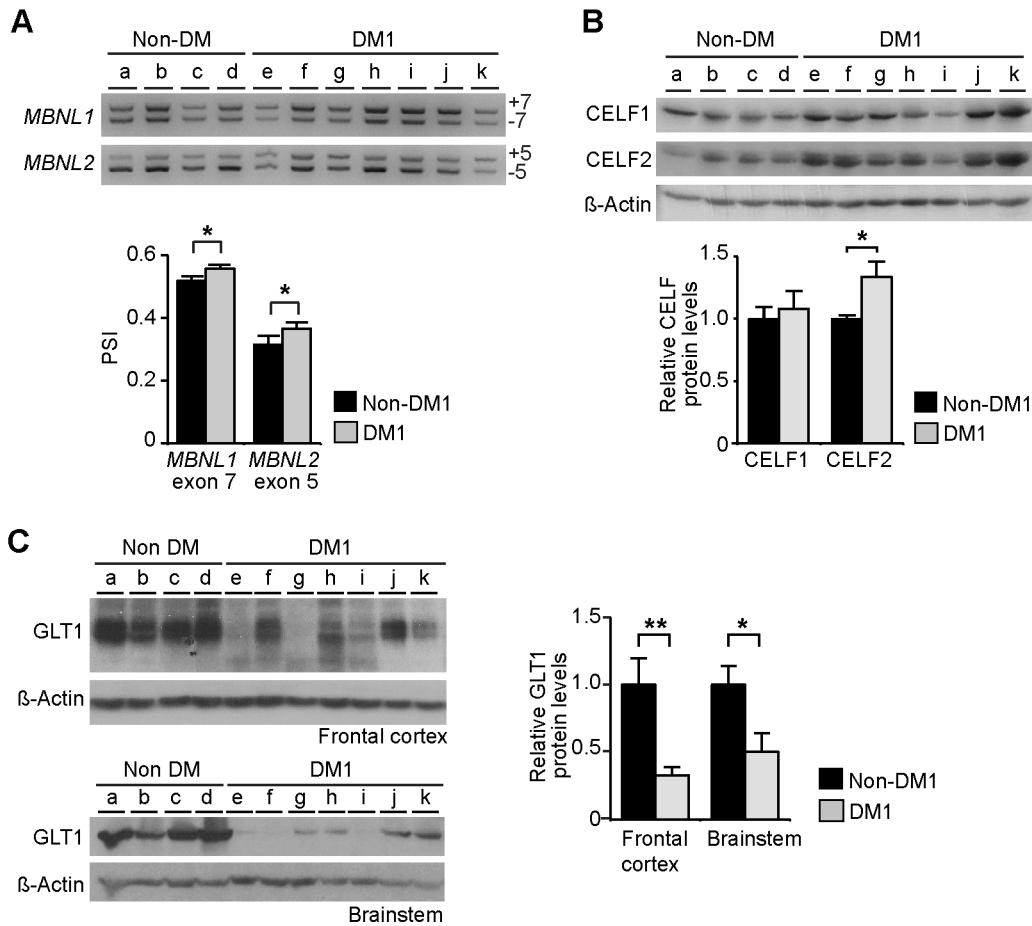 A
Non-DM DM1
a b c d e f g h i j k
MBNL1 +7
-7
MBNL2 +5
-5
PSI
0.6
0.4
0.2
0
* *
MBNL1 MBNL2
exon 7 exon 5
Non-DM1
DM1
B
Non-DM DM1
a b c d e f g h i j k
CELF1
CELF2
ß-Actin
Relative CELF
protein levels
1.5
1.0
0.5
0
*
CELF1 CELF2
Non-DM1
DM1
C
Non DM DM1
a b c d e f g h i j k
GLT1
ß-Actin
Frontal cortex
Non DM DM1
a b c d e f g h i j k
GLT1
ß-Actin
Brainstem
Relative GLT1
protein levels
1.5
1.0
0.5
0
** *
Frontal Brainstem
cortex
Non-DM1
DM1